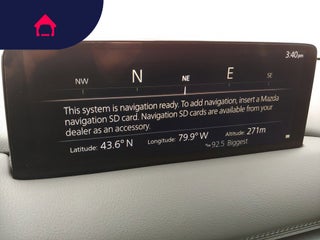 3:40pm
NW N NE E SE
This system is navigation ready. To add navigation, insert a Mazda
navigation SD card. Navigation SD cards are available from your
dealer as an accessory.
Latitude: 43.6° N Longitude: 79.9° W Altitude: 271m
92.5 Biggest